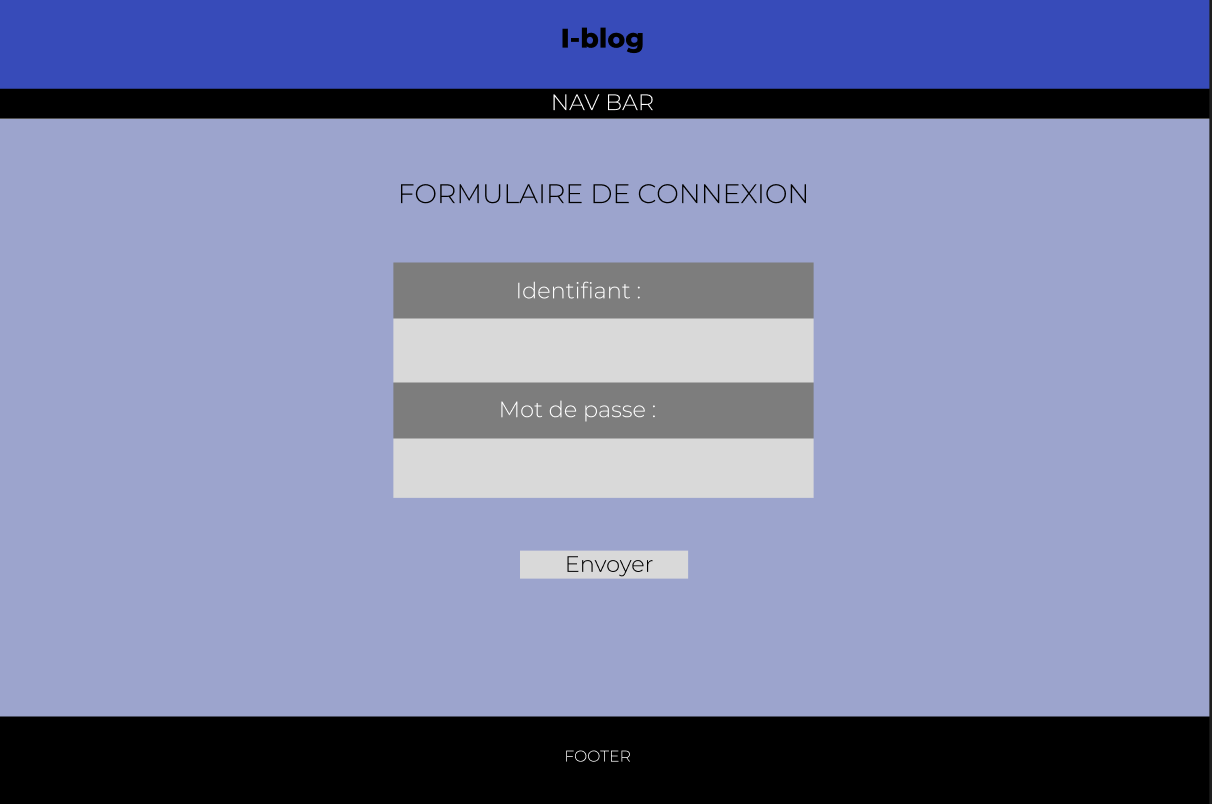 I-blog
NAV BAR
FORMULAIRE DE CONNEXION
Identifiant :
Mot de passe :
Envoyer
FOOTER